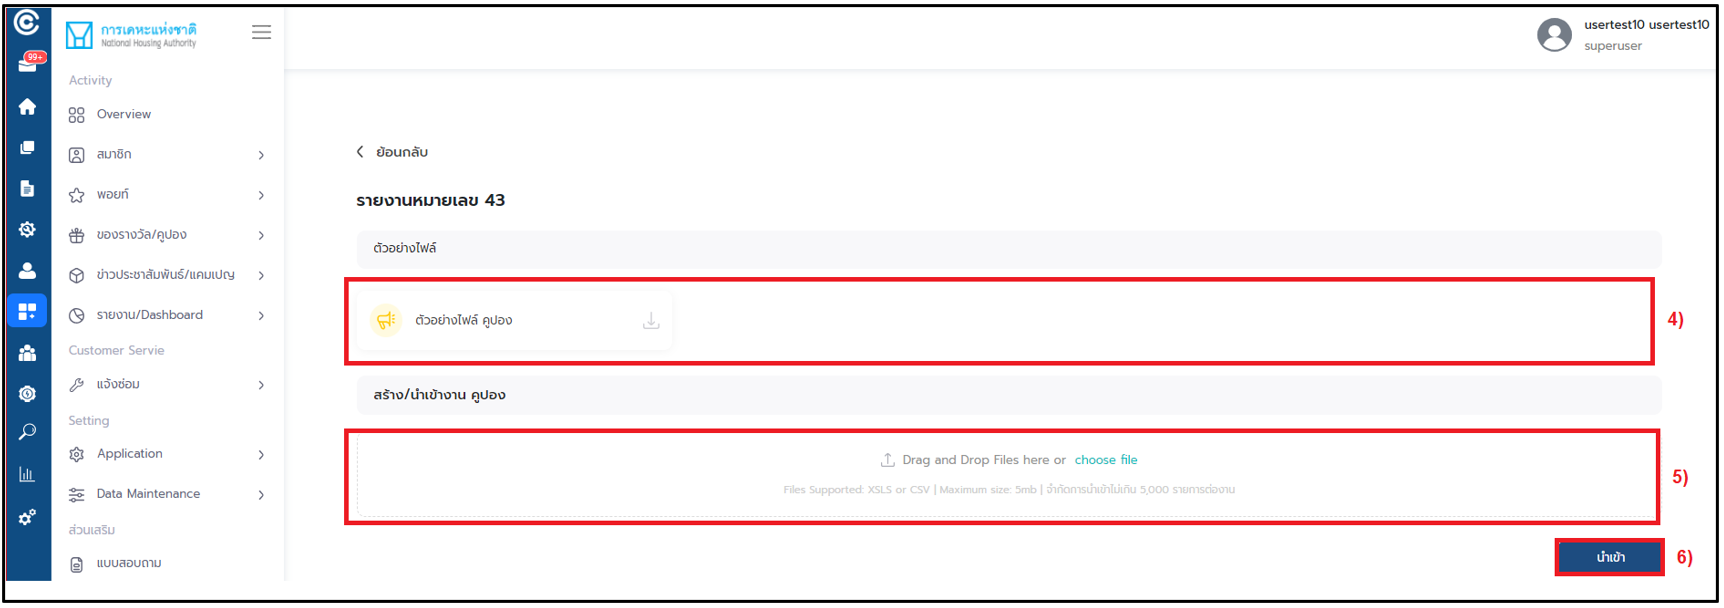 99+
การเคหะแห่งชาติ
National Housing Authority
usertest10 usertest10
superuser
Activity
Overview
สมาชิก
พอยท์
ของรางวัล/คูปอง
ข่าวประชาสัมพันธ์/แคมเปญ
รายงาน/Dashboard
Customer Servie
แจ้งซ่อม
Setting
Application
Data Maintenance
ส่วนเสริม
แบบสอบถาม
ย้อนกลับ
รายงานหมายเลข 43
ตัวอย่างไฟล์
ตัวอย่างไฟล์ คูปอง
4)
สร้าง/นำเข้างาน คูปอง
Drag and Drop Files here or choose file
Files Supported: XSLS or CSV | Maximum size: 5mb | จำกัดการนำเข้าไม่เกิน 5,000 รายการต่องาน
5)
นำเข้า
6)